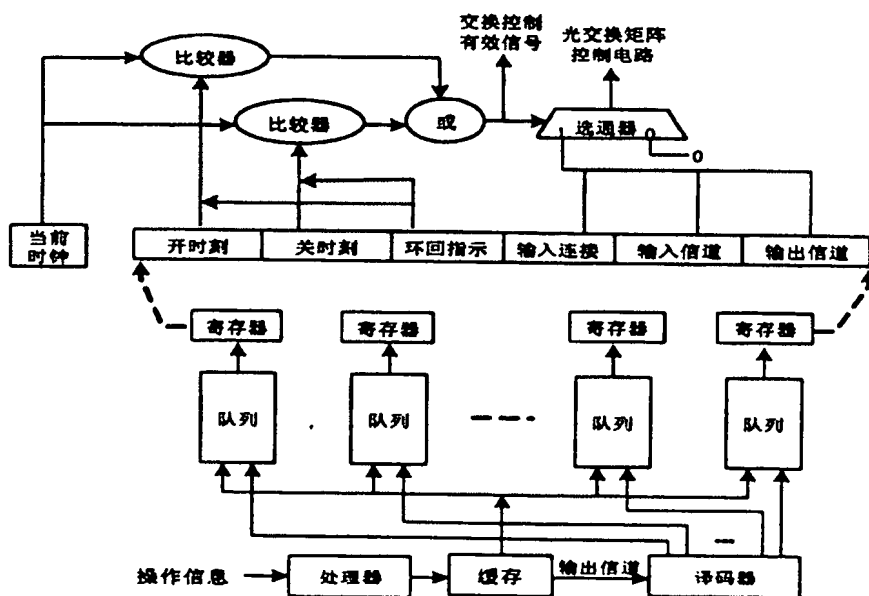 交换控制
有效信号
光交换矩阵
控制电路
比较器
比较器
或
选通器
1
0
0
当前
时钟
开时刻
关时刻
环回指示
输入连接
输入信道
输出信道
寄存器
寄存器
寄存器
寄存器
队列
队列
队列
队列
操作信息
处理器
缓存
输出信道
译码器